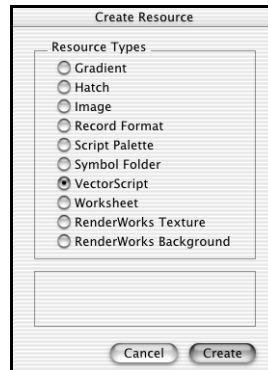 Create Resource
Resource Types
Gradient
Hatch
Image
Record Format
Script Palette
Symbol Folder
VectorScript
Worksheet
RenderWorks Texture
RenderWorks Background
Cancel Create